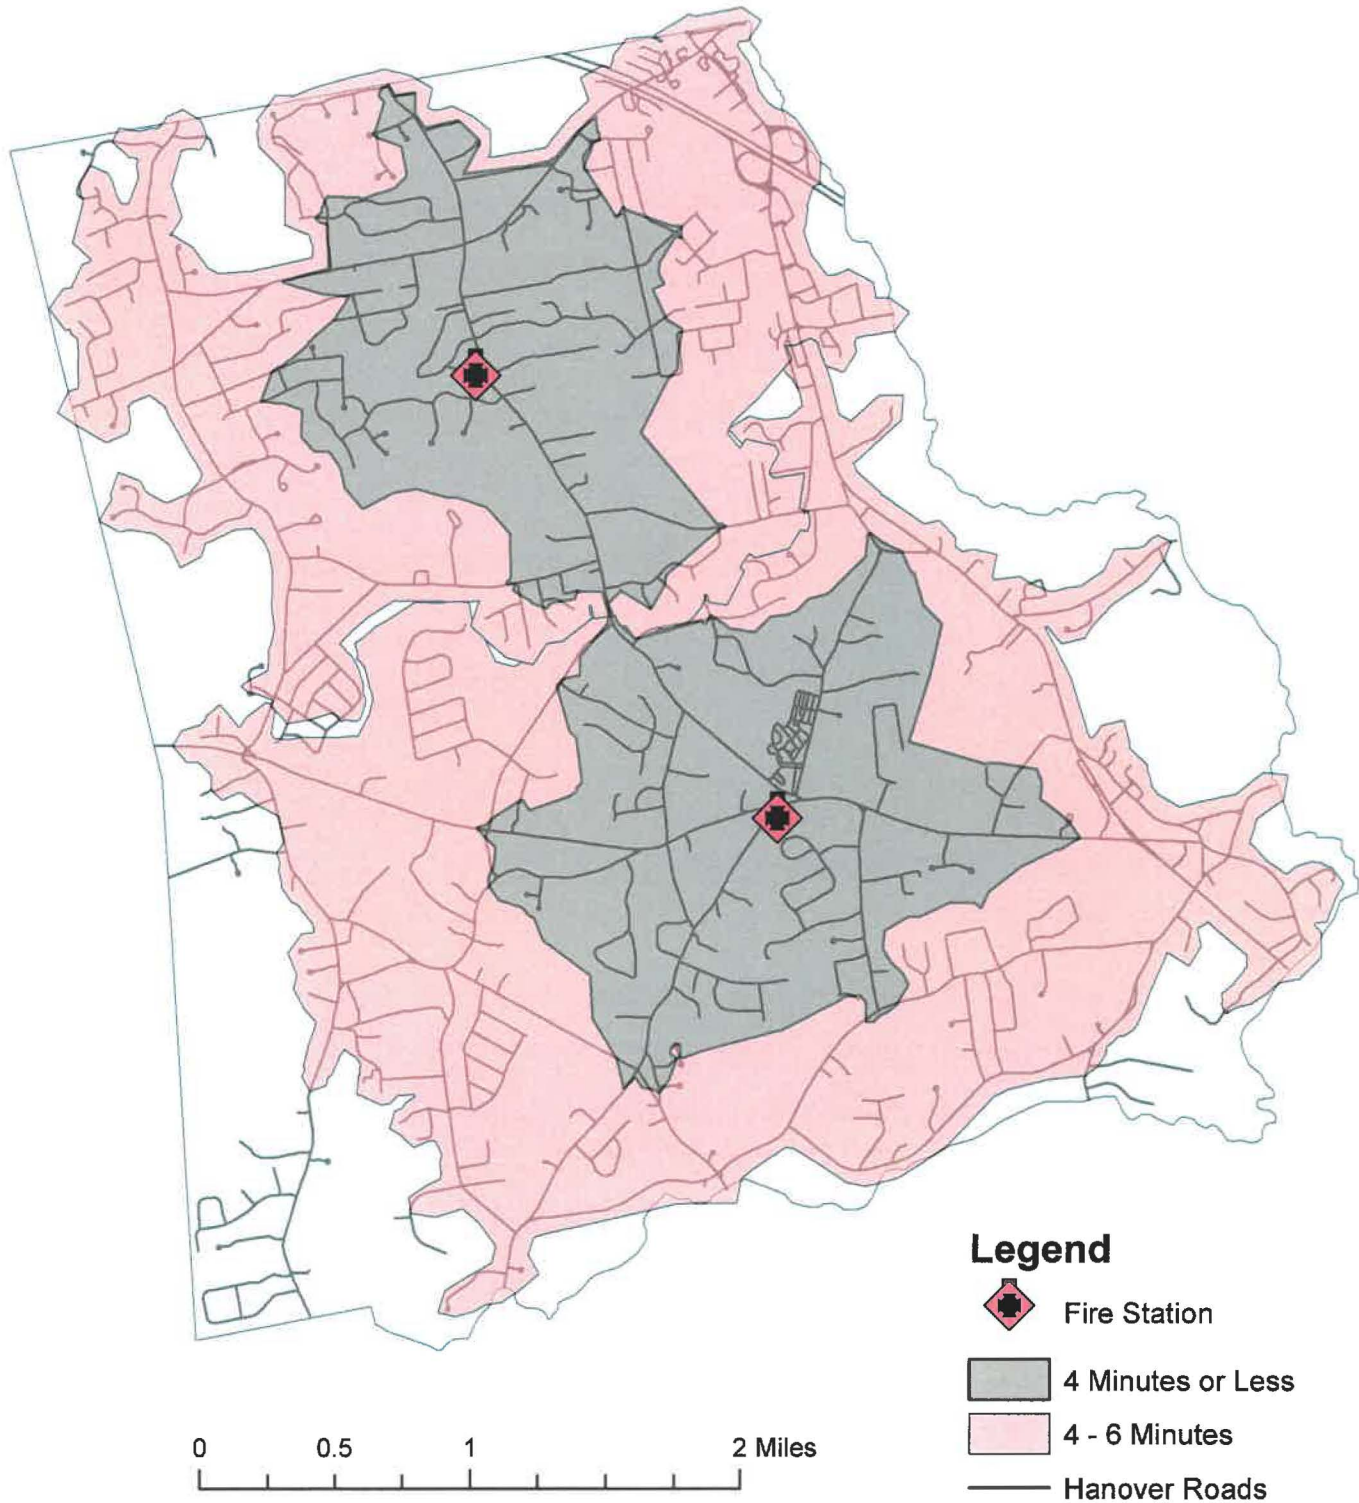 Legend
Fire Station
4 Minutes or Less
4 - 6 Minutes
Hanover Roads
0 0.5 1 2 Miles